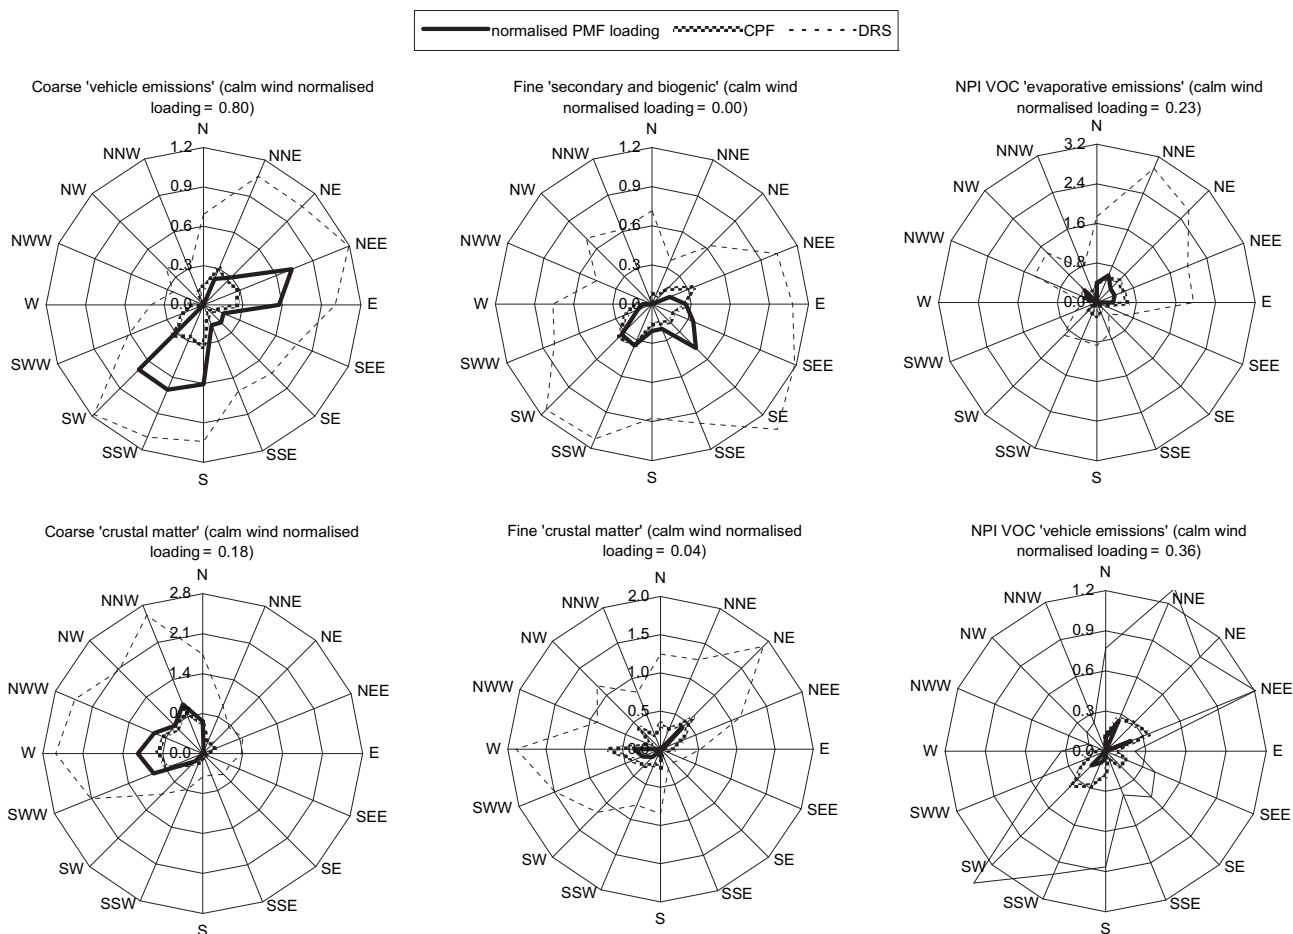 normalised PMF loading CPF DRS
Coarse 'vehicle emissions' (calm wind normalised
loading = 0.80)
N
NNE
NE
NEE
E
SEE
SE
SSE
S
SSW
SW
SWW
W
NWW
NW
NNW
1.2
0.9
0.6
0.3
0.0
Fine 'secondary and biogenic' (calm wind
normalised loading = 0.00)
N
NNE
NE
NEE
E
SEE
SE
SSE
S
SSW
SW
SWW
W
NWW
NW
NNW
1.2
0.9
0.6
0.3
0.0
NPI VOC 'evaporative emissions' (calm wind
normalised loading = 0.23)
N
NNE
NE
NEE
E
SEE
SE
SSE
S
SSW
SW
SWW
W
NWW
NW
NNW
3.2
2.4
1.6
0.8
0.0
Coarse 'crustal matter' (calm wind normalised
loading = 0.18)
N
NNE
NE
NEE
E
SEE
SE
SSE
S
SSW
SW
SWW
W
NWW
NW
NNW
2.8
2.1
1.4
0.0
Fine 'crustal matter' (calm wind normalised
loading = 0.04)
N
NNE
NE
NEE
E
SEE
SE
SSE
S
SSW
SW
SWW
W
NWW
NW
NNW
2.0
1.5
1.0
0.5
0.0
NPI VOC 'vehicle emissions' (calm wind
normalised loading = 0.36)
N
NNE
NE
NEE
E
SEE
SE
SSE
S
SSW
SW
SWW
W
NWW
NW
NNW
1.2
0.9
0.6
0.3
0.0